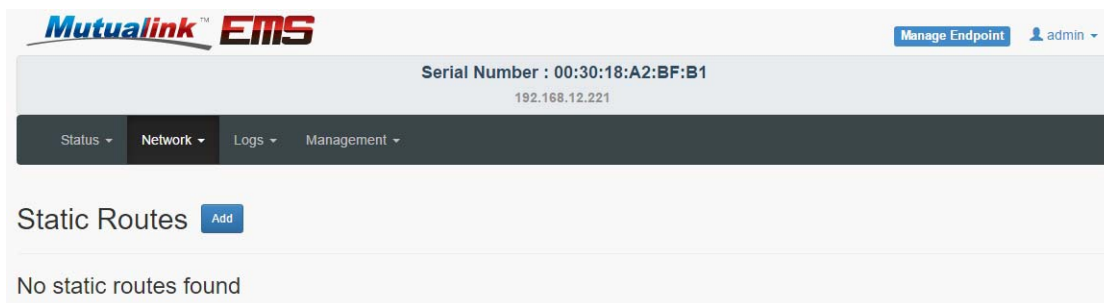 Mutualink™ EMS
Manage Endpoint admin
Serial Number : 00:30:18:A2:BF:B1
192.168.12.221
Status Network Logs Management
Static Routes Add
No static routes found